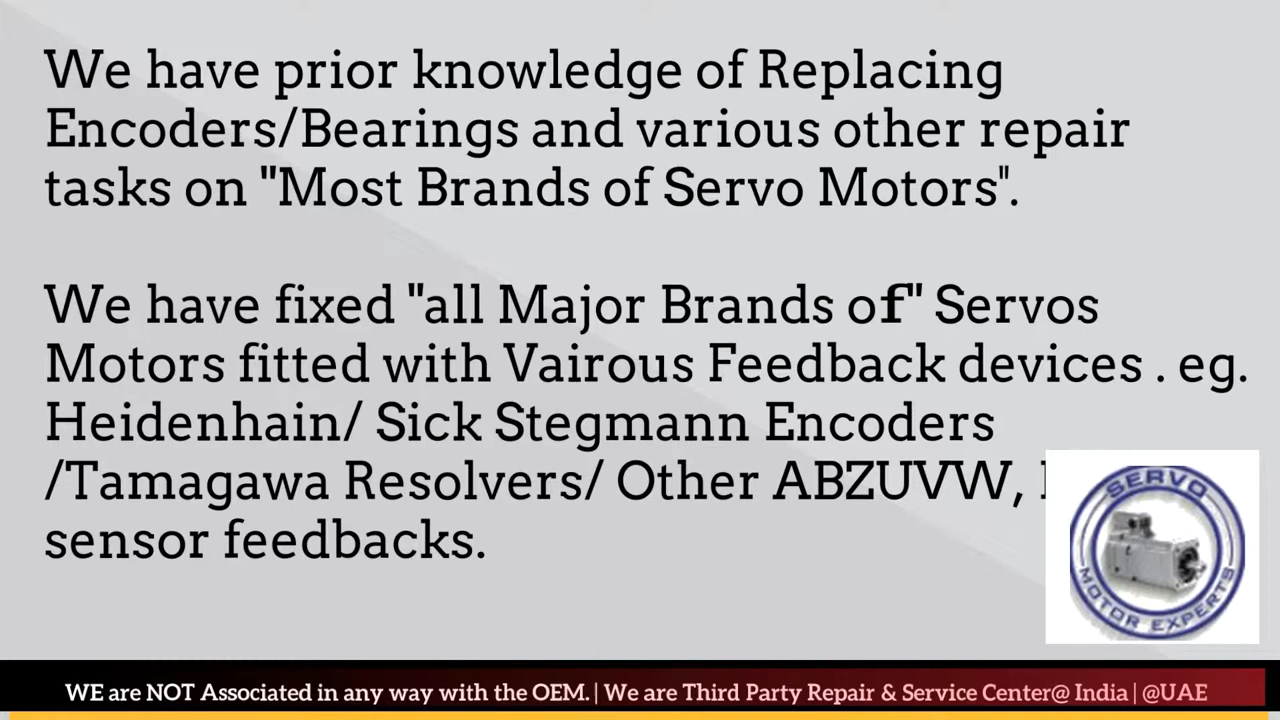 We have prior knowledge of Replacing
Encoders/Bearings and various other repair
tasks on "Most Brands of Servo Motors".
We have fixed "all Major Brands of" Servos
Motors fitted with Vairous Feedback devices . eg.
Heidenhain/ Sick Stegmann Encoders
/Tamagawa Resolvers/ Other ABZUVW,
sensor feedbacks.
SERVO
MOTOR EXPERTS
WE are NOT Associated in any way with the OEM. | We are Third Party Repair & Service Center@ India | @UAE